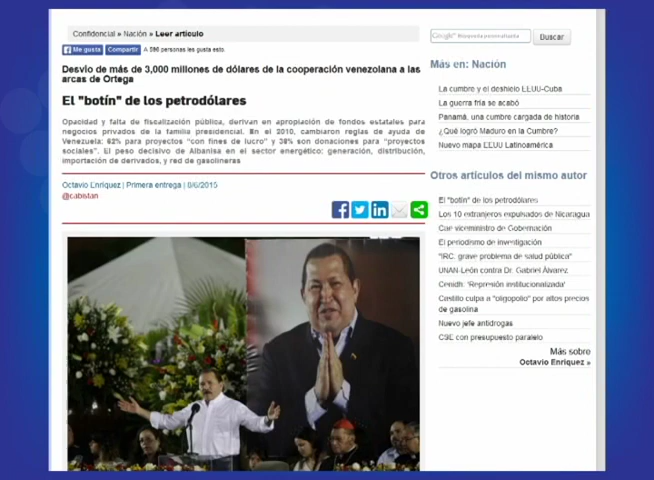 Confidencial » Nación » Leer artículo
Me gusta Compartir A 596 persones les gusta esto.
Desvío de más de 3,000 millones de dólares de la cooperación venezolana a las
arcas de Ortega
El "botín" de los petrodólares
Opacidad y falta de fiscalización pública, derivan en apropiación de fondos estatales para
negocios privados de la familia presidencial. En el 2010, cambiaron reglas de ayuda de
Venezuela: 62% para proyectos "con fines de lucro" y 38% son donaciones para "proyectos
sociales". El peso decisivo de Albanisa en el sector energético: generación, distribución,
importación de derivados, y red de gasolineras
Octavio Enríquez | Primera entrega | 8/6/2015
@cabistan
Google Búsqueda personalizada Buscar
Más en: Nación
La cumbre y el deshielo EEUU-Cuba
La guerra fría se acabó
Panamá, una cumbre cargada de historia
¿Qué logró Maduro en la Cumbre?
Nuevo mapa EEUU Latinoamérica
Otros artículos del mismo autor
El "botín" de los petrodólares
Los 10 extranjeros expulsados de Nicaragua
Cae viceministro de Gobernación
El periodismo de investigación
"IRC: grave problema de salud pública"
UNAN-León contra Dr. Gabriel Álvarez
Cenidh: 'Represión institucionalizada'
Castillo culpa a "oligopolio" por altos precios
de gasolina
Nuevo jefe antidrogas
CSE con presupuesto paralelo
Más sobre
Octavio Enríquez »